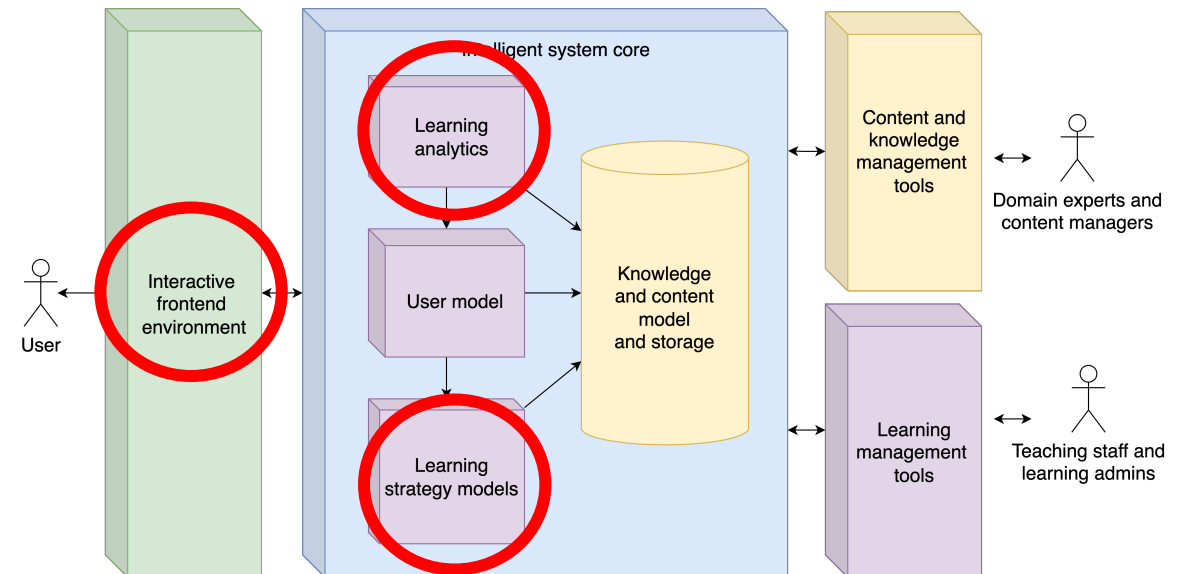 Intelligent system core
Learning
analytics
Content and
knowledge
management
tools
Domain experts and
content managers
Interactive
frontend
environment
User
User model
Knowledge
and content
model
and storage
Learning
strategy models
Learning
management
tools
Teaching staff and
learning admins